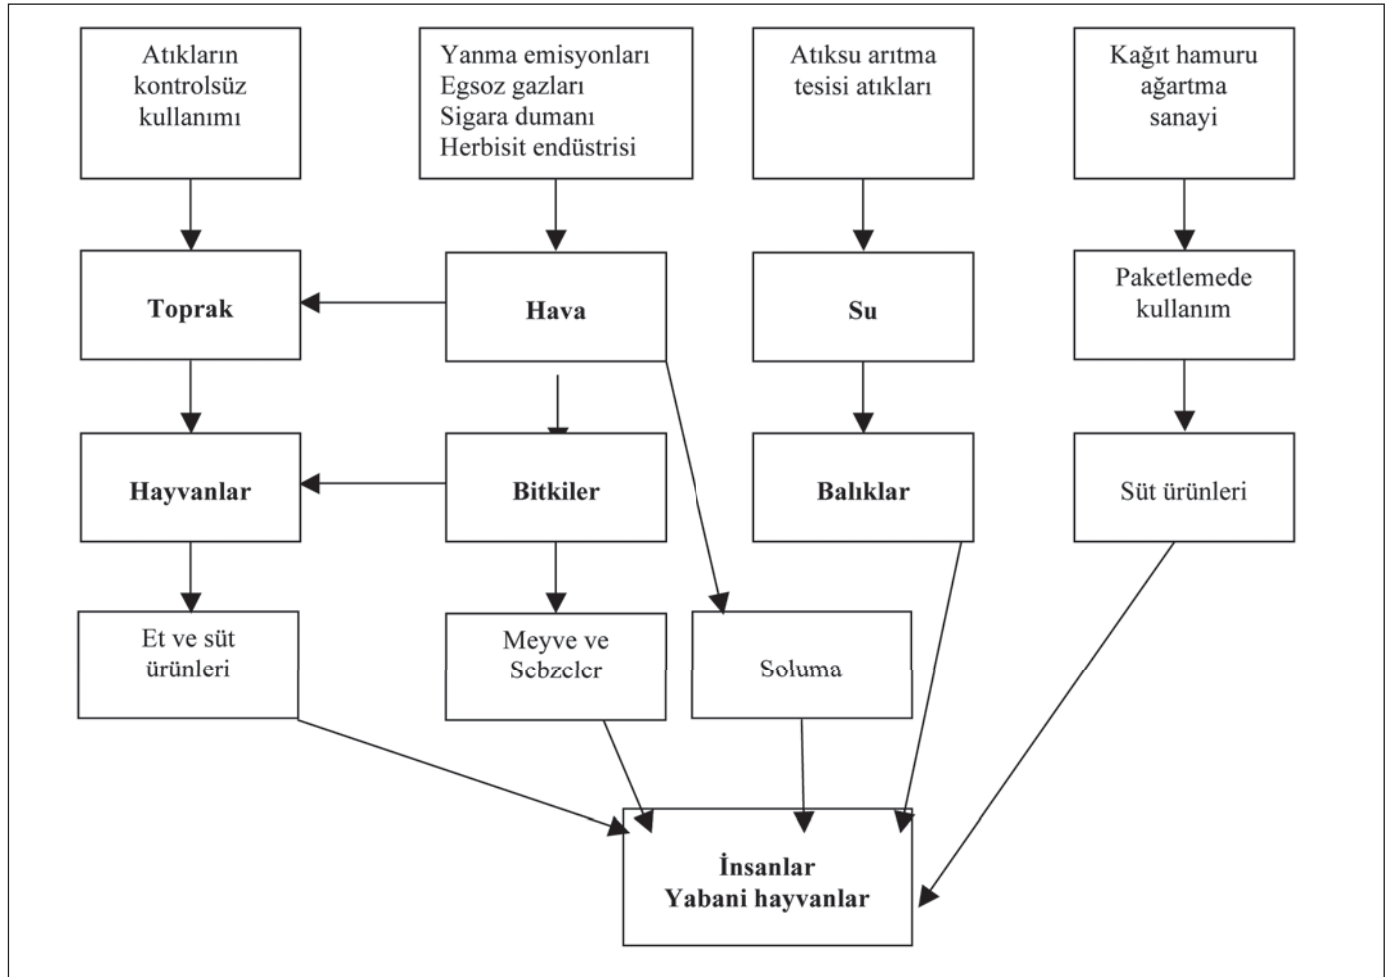 Atıkların
kontrolsüz
kullanımı
Yanma emisyonları
Egsoz gazları
Sigara dumanı
Herbisit endüstrisi
Atıksu arıtma
tesisi atıkları
Kağıt hamuru
ağartma
sanayi
Toprak
Hava
Su
Paketlemede
kullanım
Hayvanlar
Bitkiler
Balıklar
Süt ürünleri
Et ve süt
ürünleri
Meyve ve
Sebzeler
Soluma
İnsanlar
Yabani hayvanlar